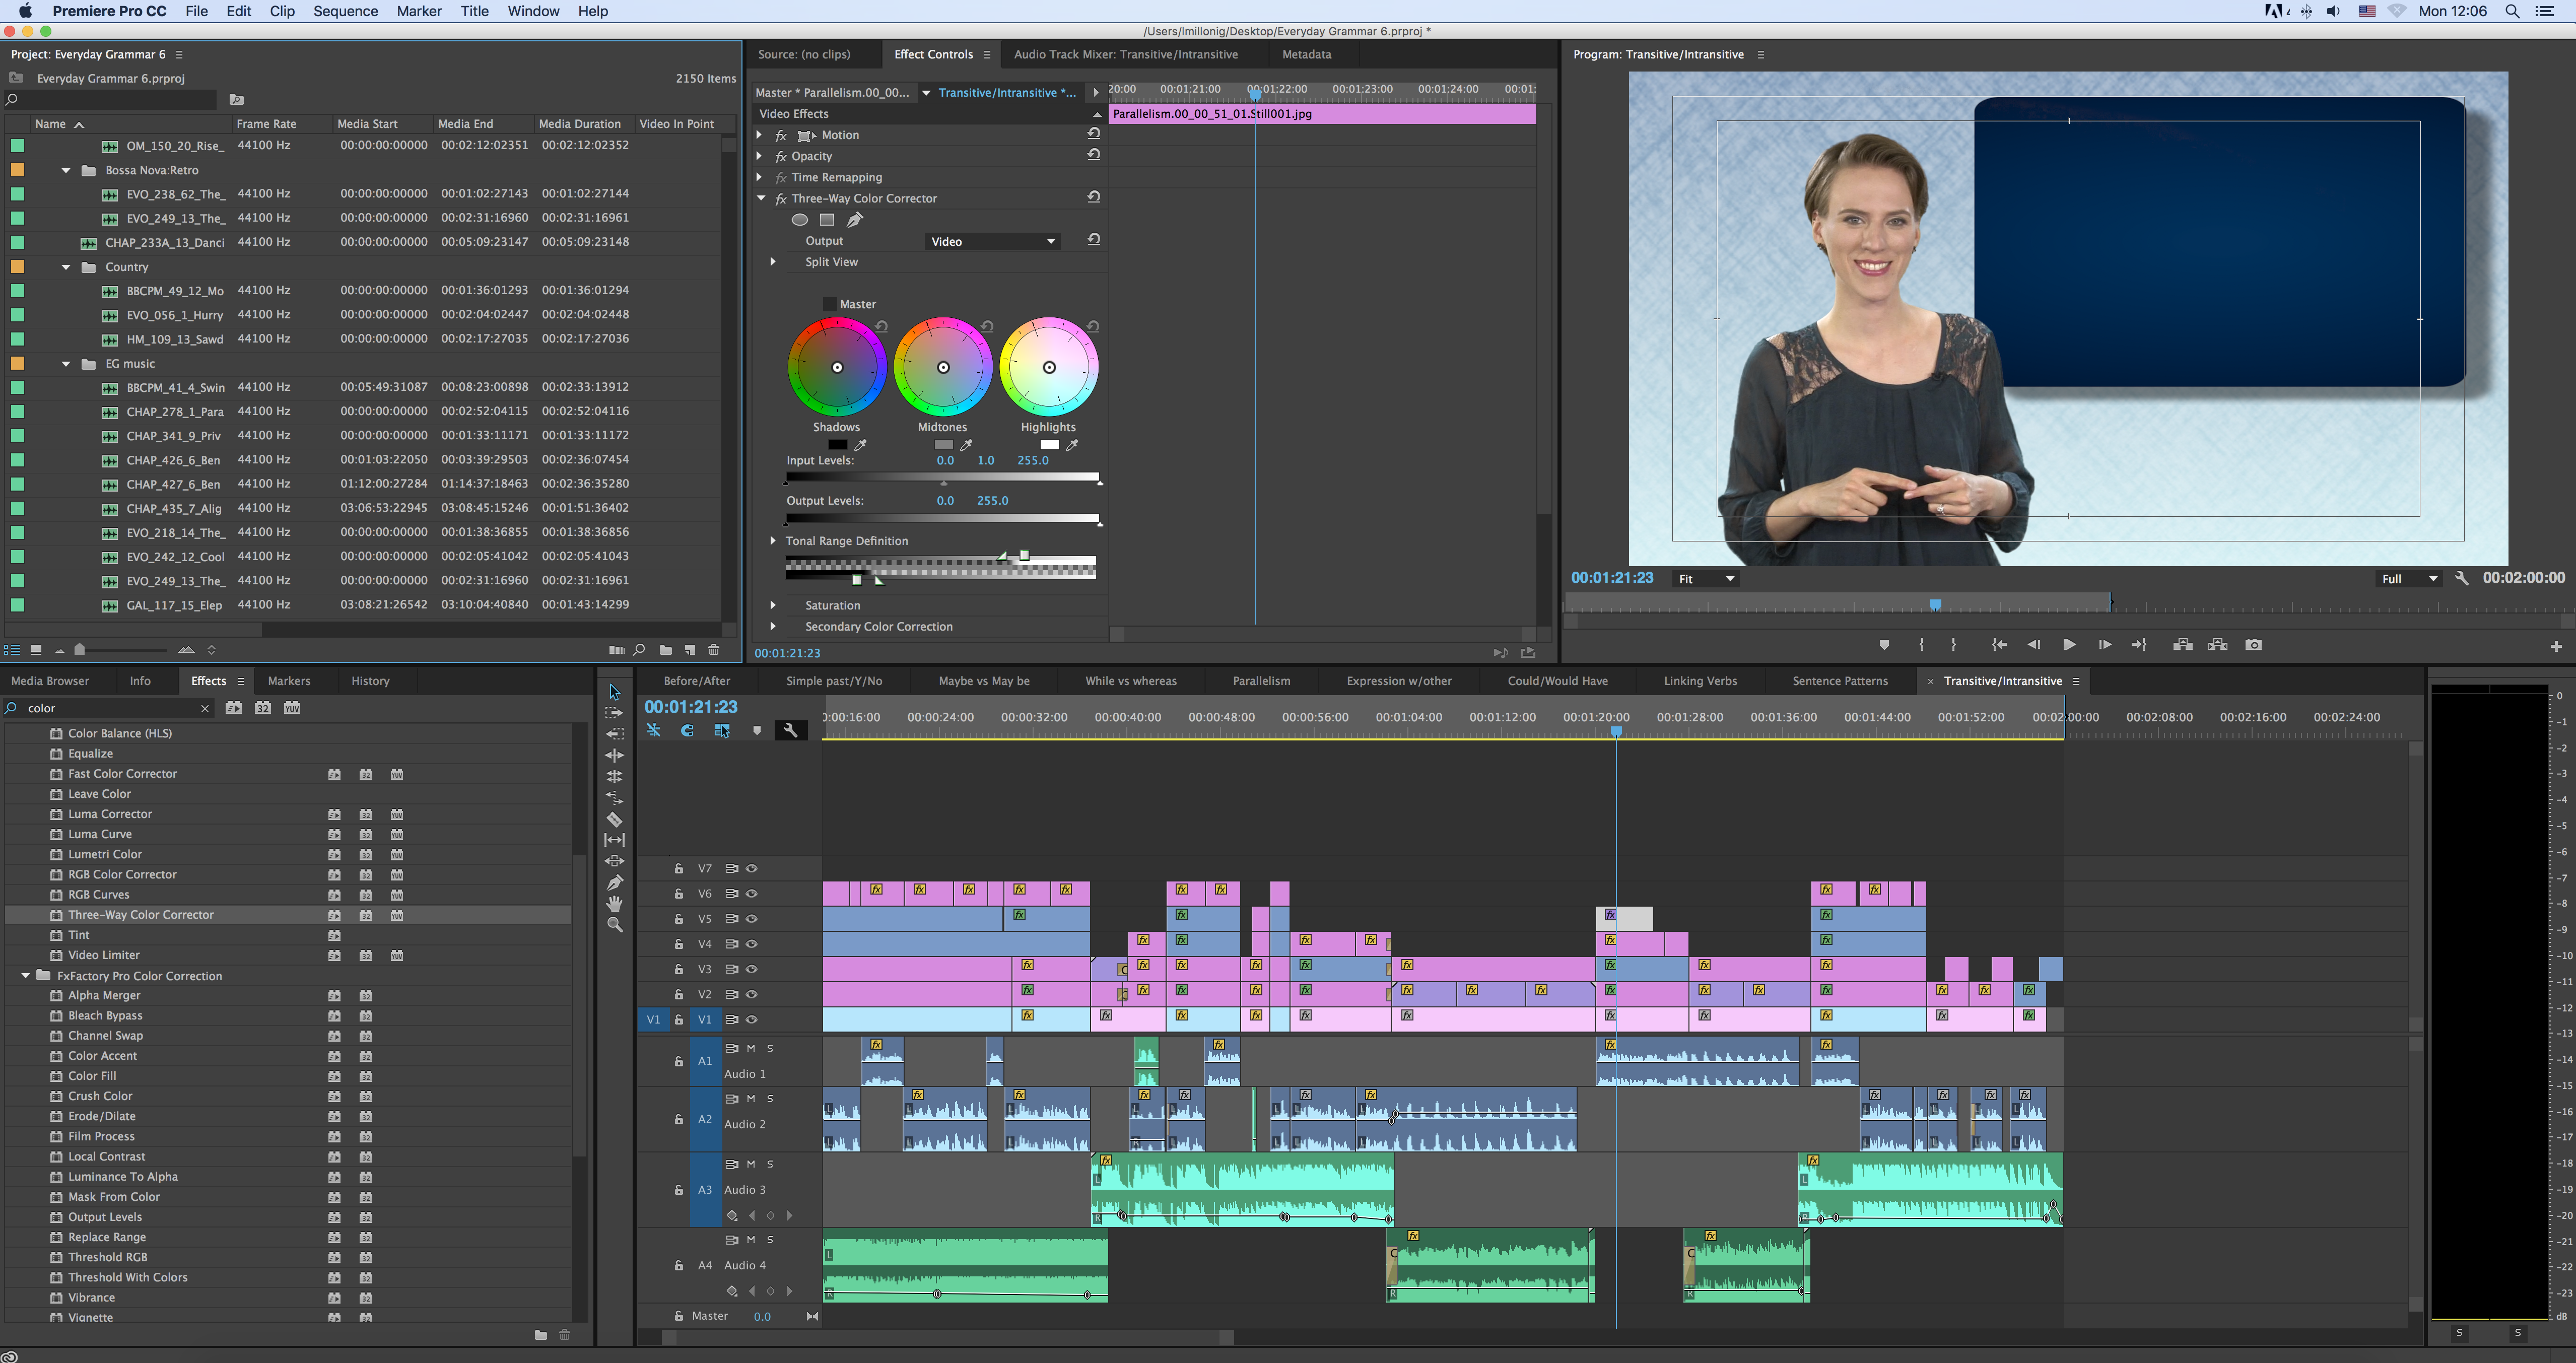 Premiere Pro CC File Edit Clip Sequence Marker Title Window Help
Mon 12:06
/Users/lmillonig/Desktop/Everyday Grammar 6.prproj *
Project: Everyday Grammar 6
Everyday Grammar 6.prproj
2150 Items
Name Frame Rate Media Start Media End Media Duration Video In Point
OM_150_20_Rise_ 44100 Hz 00:00:00:00000 00:02:12:02351 00:02:12:02352
Bossa Nova:Retro
EVO_238_62_The_ 44100 Hz 00:00:00:00000 00:01:02:27143 00:01:02:27144
EVO_249_13_The_ 44100 Hz 00:00:00:00000 00:02:31:16960 00:02:31:16961
CHAP_233A_13_Danci 44100 Hz 00:00:00:00000 00:05:09:23147 00:05:09:23148
Country
BBCPM_49_12_Mo 44100 Hz 00:00:00:00000 00:01:36:01293 00:01:36:01294
EVO_056_1_Hurry 44100 Hz 00:00:00:00000 00:02:04:02447 00:02:04:02448
HM_109_13_Sawd 44100 Hz 00:00:00:00000 00:02:17:27035 00:02:17:27036
EG music
BBCPM_41_4_Swin 44100 Hz 00:05:49:31087 00:08:23:00898 00:02:33:13912
CHAP_278_1_Para 44100 Hz 00:00:00:00000 00:02:52:04115 00:02:52:04116
CHAP_341_9_Priv 44100 Hz 00:00:00:00000 00:01:33:11171 00:01:33:11172
CHAP_426_6_Ben 44100 Hz 00:01:03:22050 00:03:39:29503 00:02:36:07454
CHAP_427_6_Ben 44100 Hz 01:12:00:27284 01:14:37:18463 00:02:36:35280
CHAP_435_7_Alig 44100 Hz 03:06:53:22945 03:08:45:15246 00:01:51:36402
EVO_218_14_The_ 44100 Hz 00:00:00:00000 00:01:38:36855 00:01:38:36856
EVO_242_12_Cool 44100 Hz 00:00:00:00000 00:02:05:41042 00:02:05:41043
EVO_249_13_The_ 44100 Hz 00:00:00:00000 00:02:31:16960 00:02:31:16961
GAL_117_15_Elep 44100 Hz 03:08:21:26542 03:10:04:40840 00:01:43:14299
Source: (no clips) Effect Controls Audio Track Mixer: Transitive/Intransitive Metadata
Master * Parallelism.00_00... Transitive/Intransitive *...
20:00 00:01:21:00 00:01:22:00 00:01:23:00 00:01:24:00 00:01:
Video Effects
Parallelism.00_00_51_01.Still001.jpg
fx Motion
fx Opacity
fx Time Remapping
fx Three-Way Color Corrector
Output Video
Split View
Master
Shadows Midtones Highlights
Input Levels: 0.0 1.0 255.0
Output Levels: 0.0 255.0
Tonal Range Definition
Saturation
Secondary Color Correction
00:01:21:23
Program: Transitive/Intransitive
00:01:21:23 Fit Full 00:02:00:00
Media Browser Info Effects Markers History
color
Color Balance (HLS)
Equalize
Fast Color Corrector
Leave Color
Luma Corrector
Luma Curve
Lumetri Color
RGB Color Corrector
RGB Curves
Three-Way Color Corrector
Tint
Video Limiter
FxFactory Pro Color Correction
Alpha Merger
Bleach Bypass
Channel Swap
Color Accent
Color Fill
Crush Color
Erode/Dilate
Film Process
Local Contrast
Luminance To Alpha
Mask From Color
Output Levels
Replace Range
Threshold RGB
Threshold With Colors
Vibrance
Vignette
Before/After Simple past/Y/No Maybe vs May be While vs whereas Parallelism Expression w/other Could/Would Have Linking Verbs Sentence Patterns × Transitive/Intransitive
00:01:21:23
0:00:16:00 00:00:24:00 00:00:32:00 00:00:40:00 00:00:48:00 00:00:56:00 00:01:04:00 00:01:12:00 00:01:20:00 00:01:28:00 00:01:36:00 00:01:44:00 00:01:52:00 00:02:00:00 00:02:08:00 00:02:16:00 00:02:24:00
V7
V6
V5
V4
V3
V2
V1 V1
A1 M S
Audio 1
A2 M S
Audio 2
A3 M S
Audio 3
A4 M S
Audio 4
Master 0.0
0
-1
-2
-3
-4
-5
-6
-7
-8
-9
-10
-11
-12
-13
-14
-15
-16
-17
-18
-19
-20
-21
-22
-23
dB
S S